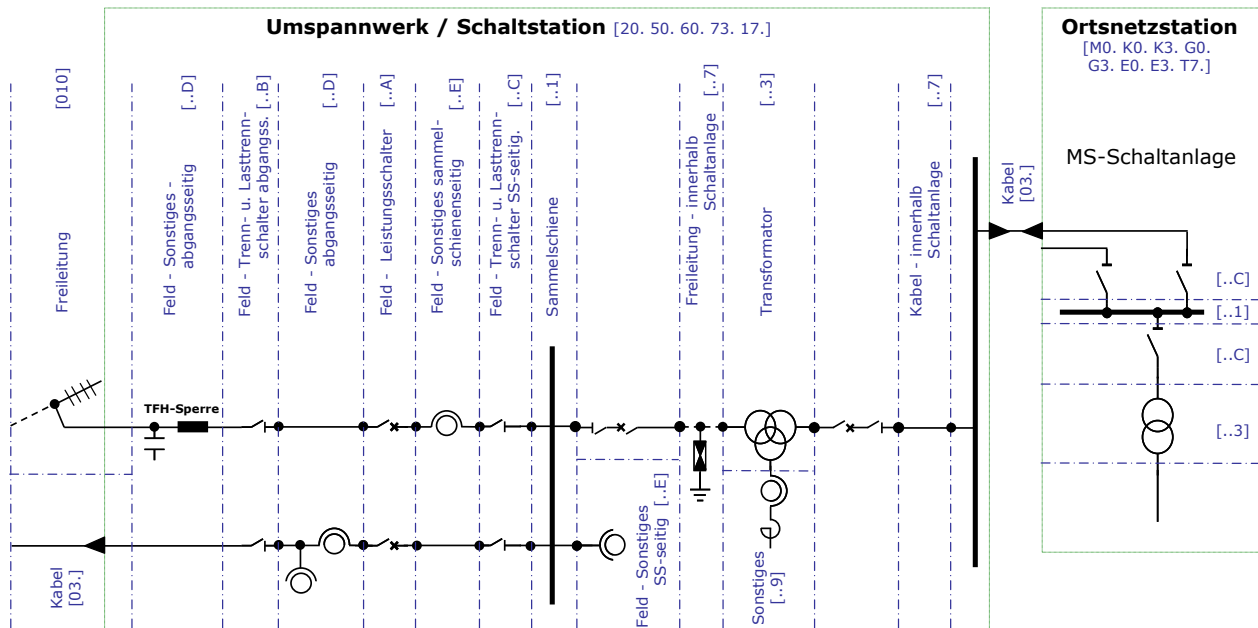 Umspannwerk / Schaltstation [20. 50. 60. 73. 17.]
Ortsnetzstation
[M0. K0. K3. G0.
G3. E0. E3. T7.]
Freileitung [010]
Feld - Sonstiges - [..D]
abgangsseitig
Feld - Trenn- u. Lasttrenn-
schalter abgangss. [..B]
Feld - Sonstiges [..D]
abgangsseitig
Feld - Leistungsschalter [..A]
Feld - Sonstiges sammel- [..E]
schienenseitig
Feld - Trenn- u. Lasttrenn-
schalter SS-seitig. [..C]
Sammelschiene [..1]
Freileitung - innerhalb [..7]
Schaltanlage
Transformator [..3]
Kabel - innerhalb [..7]
Schaltanlage
Kabel
[03.]
MS-Schaltanlage
[..C]
[..1]
[..C]
[..3]
TFH-Sperre
Kabel
[03.]
Feld - Sonstiges
SS-seitig [..E]
Sonstiges
[..9]